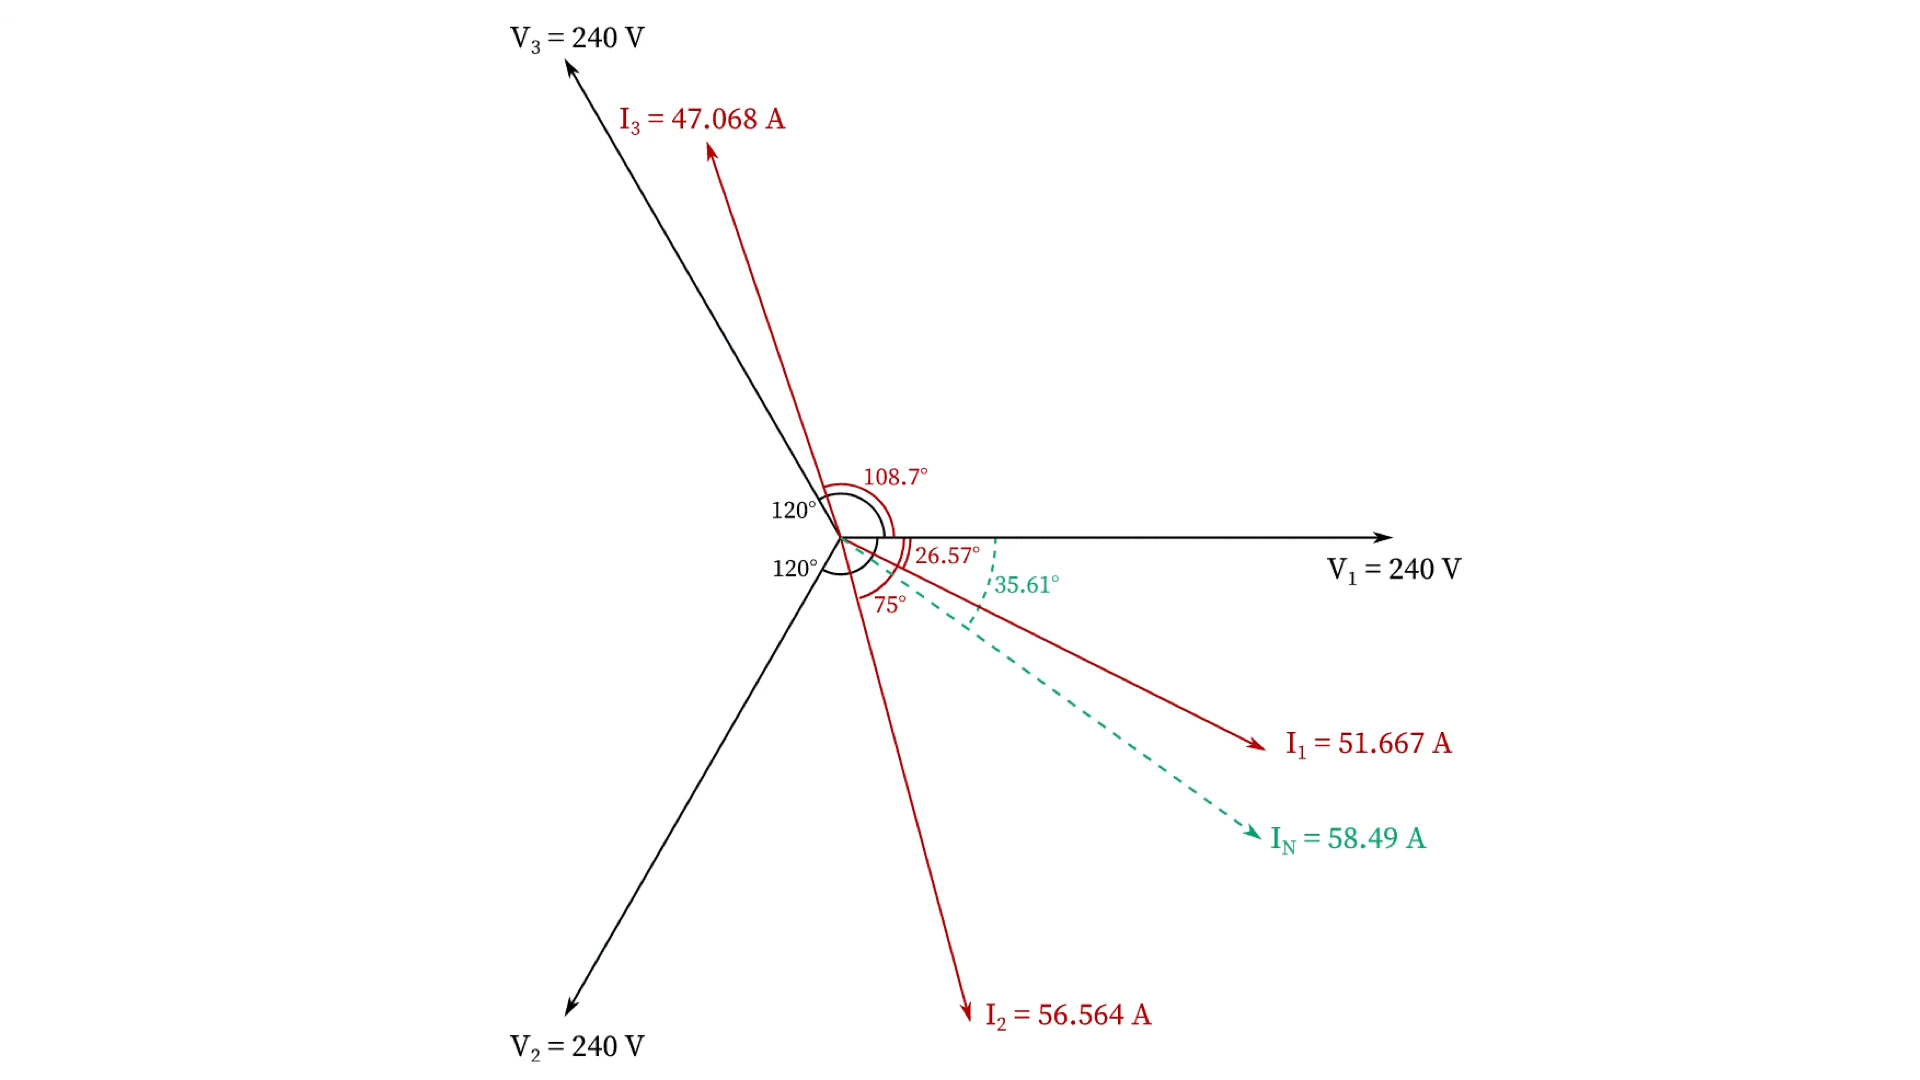 V₃ = 240 V
I₃ = 47.068 A
108.7°
120°
26.57°
120°
V₁ = 240 V
35.61°
75°
I₁ = 51.667 A
I_N = 58.49 A
I₂ = 56.564 A
V₂ = 240 V